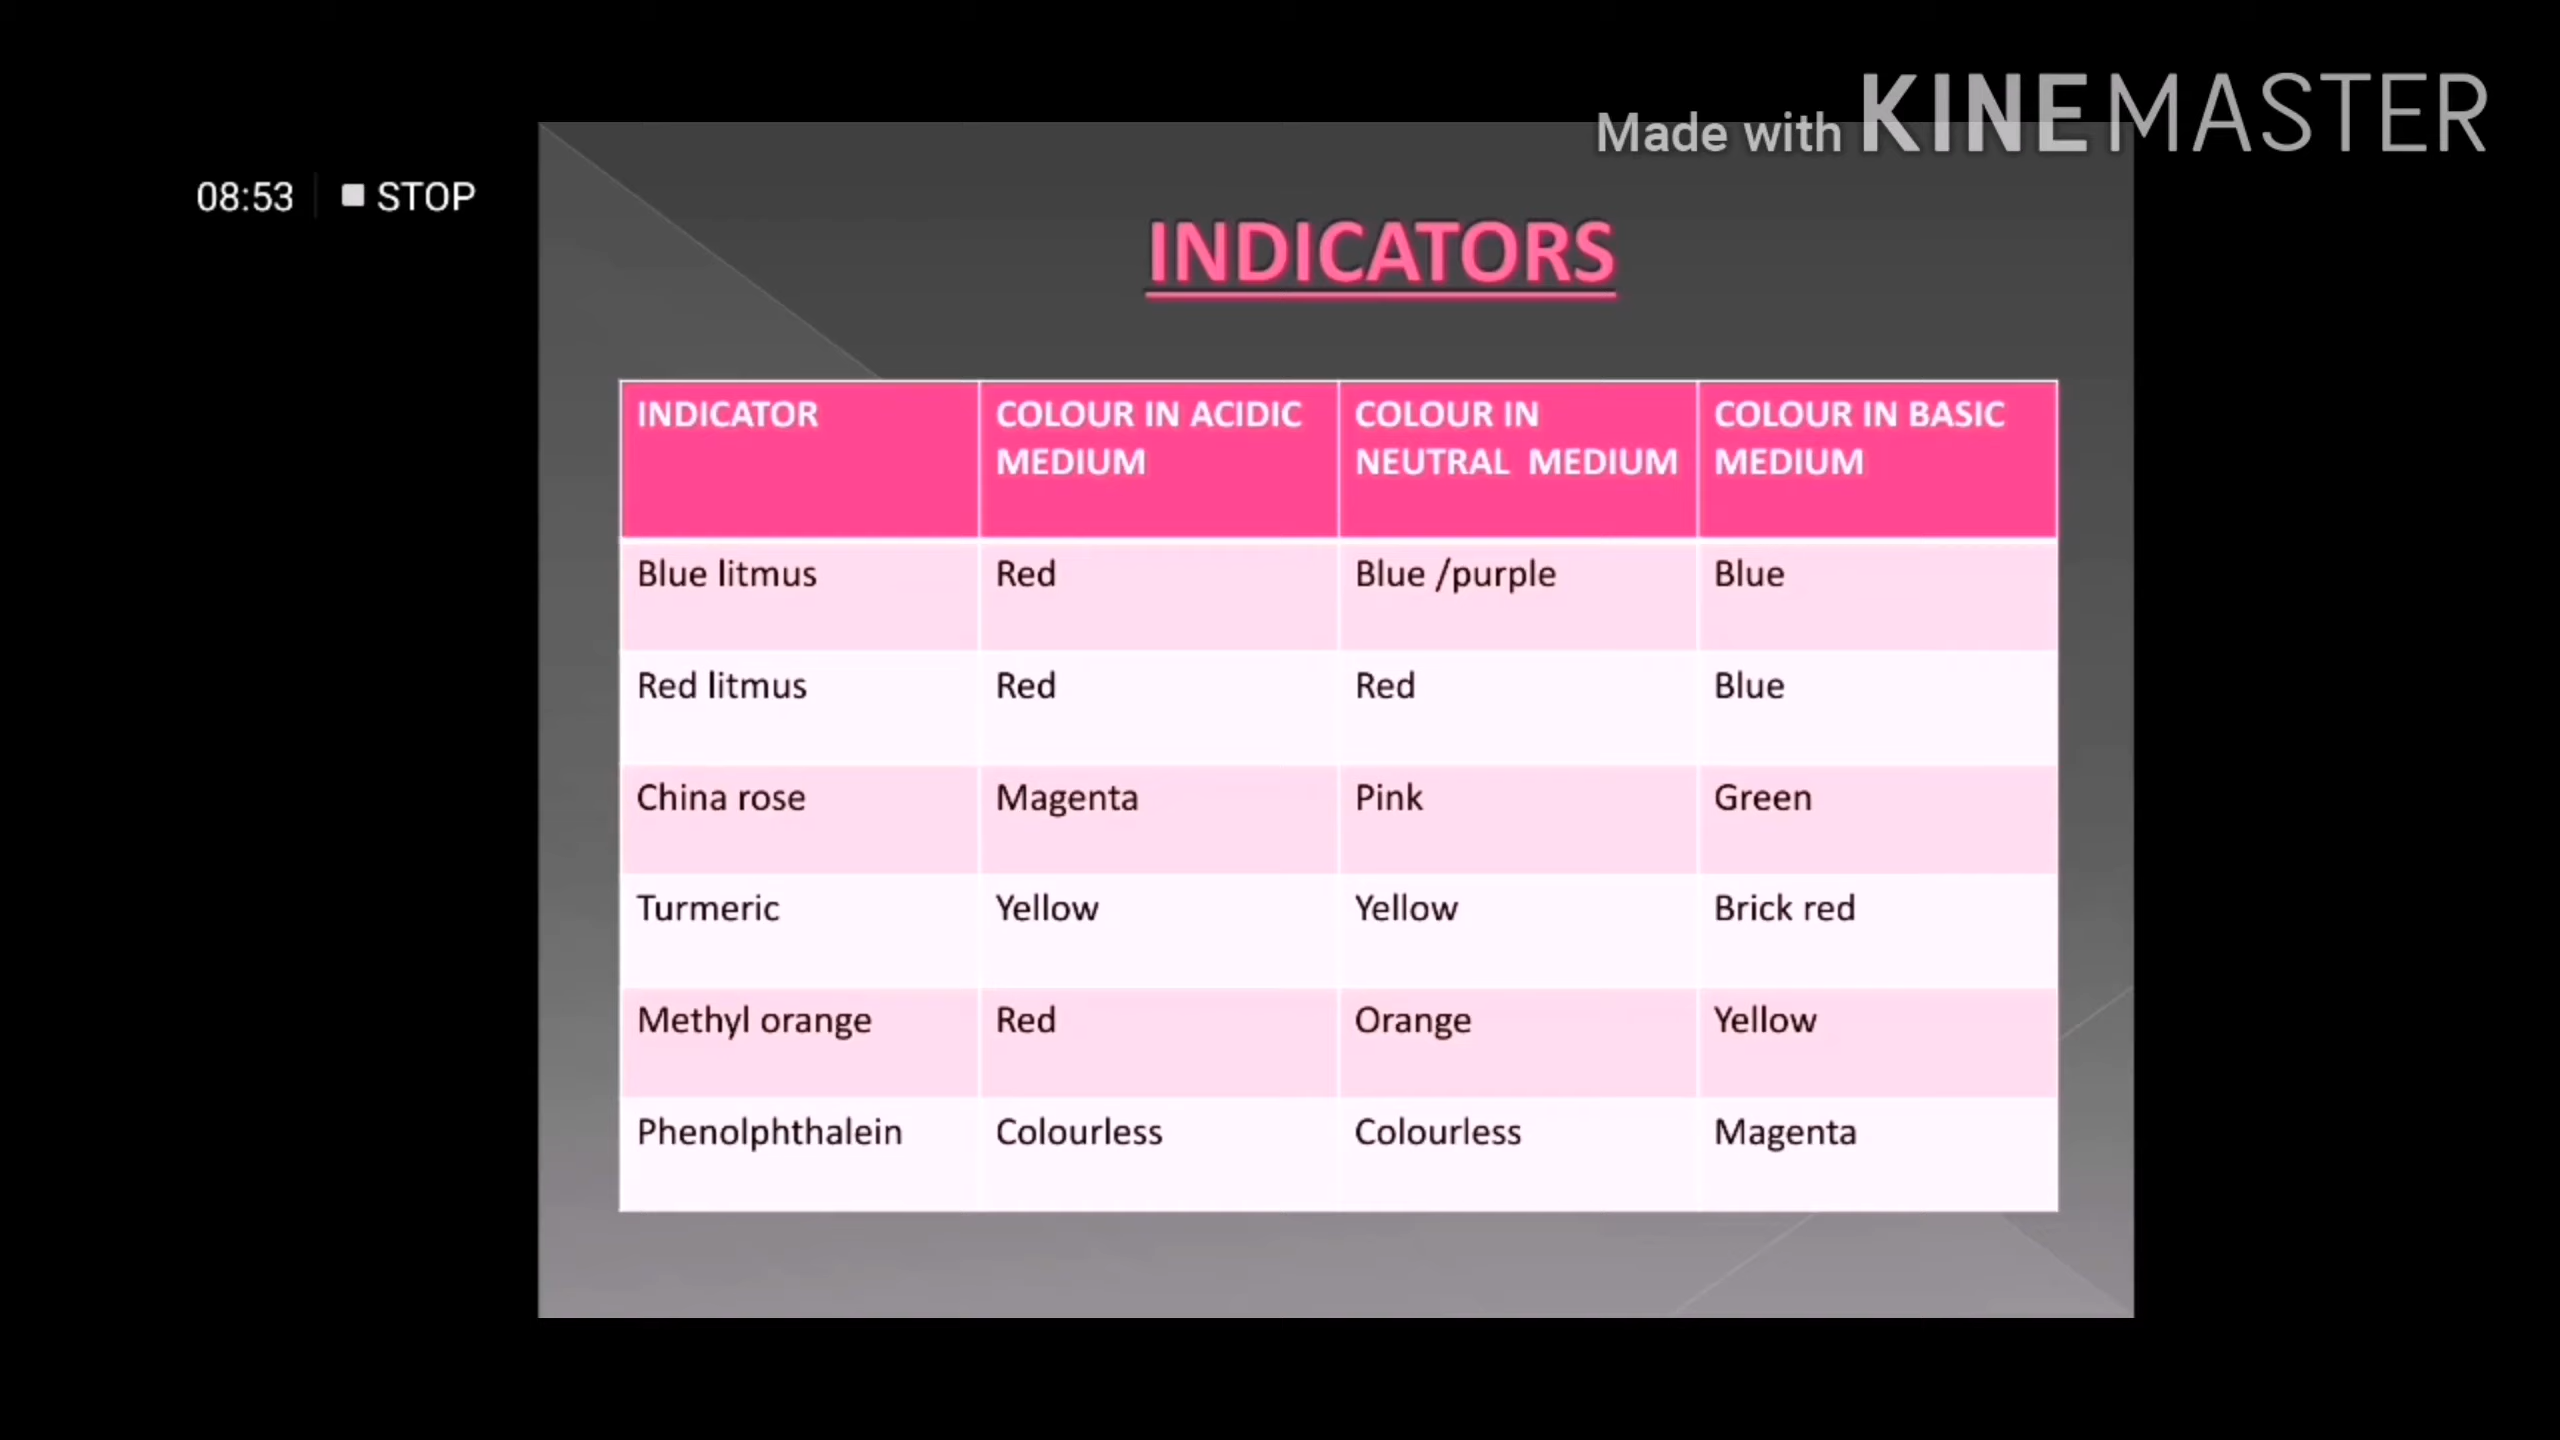 Made with KINEMASTER
08:53 STOP
INDICATORS
INDICATOR COLOUR IN ACIDIC MEDIUM COLOUR IN NEUTRAL MEDIUM COLOUR IN BASIC MEDIUM
Blue litmus Red Blue /purple Blue
Red litmus Red Red Blue
China rose Magenta Pink Green
Turmeric Yellow Yellow Brick red
Methyl orange Red Orange Yellow
Phenolphthalein Colourless Colourless Magenta